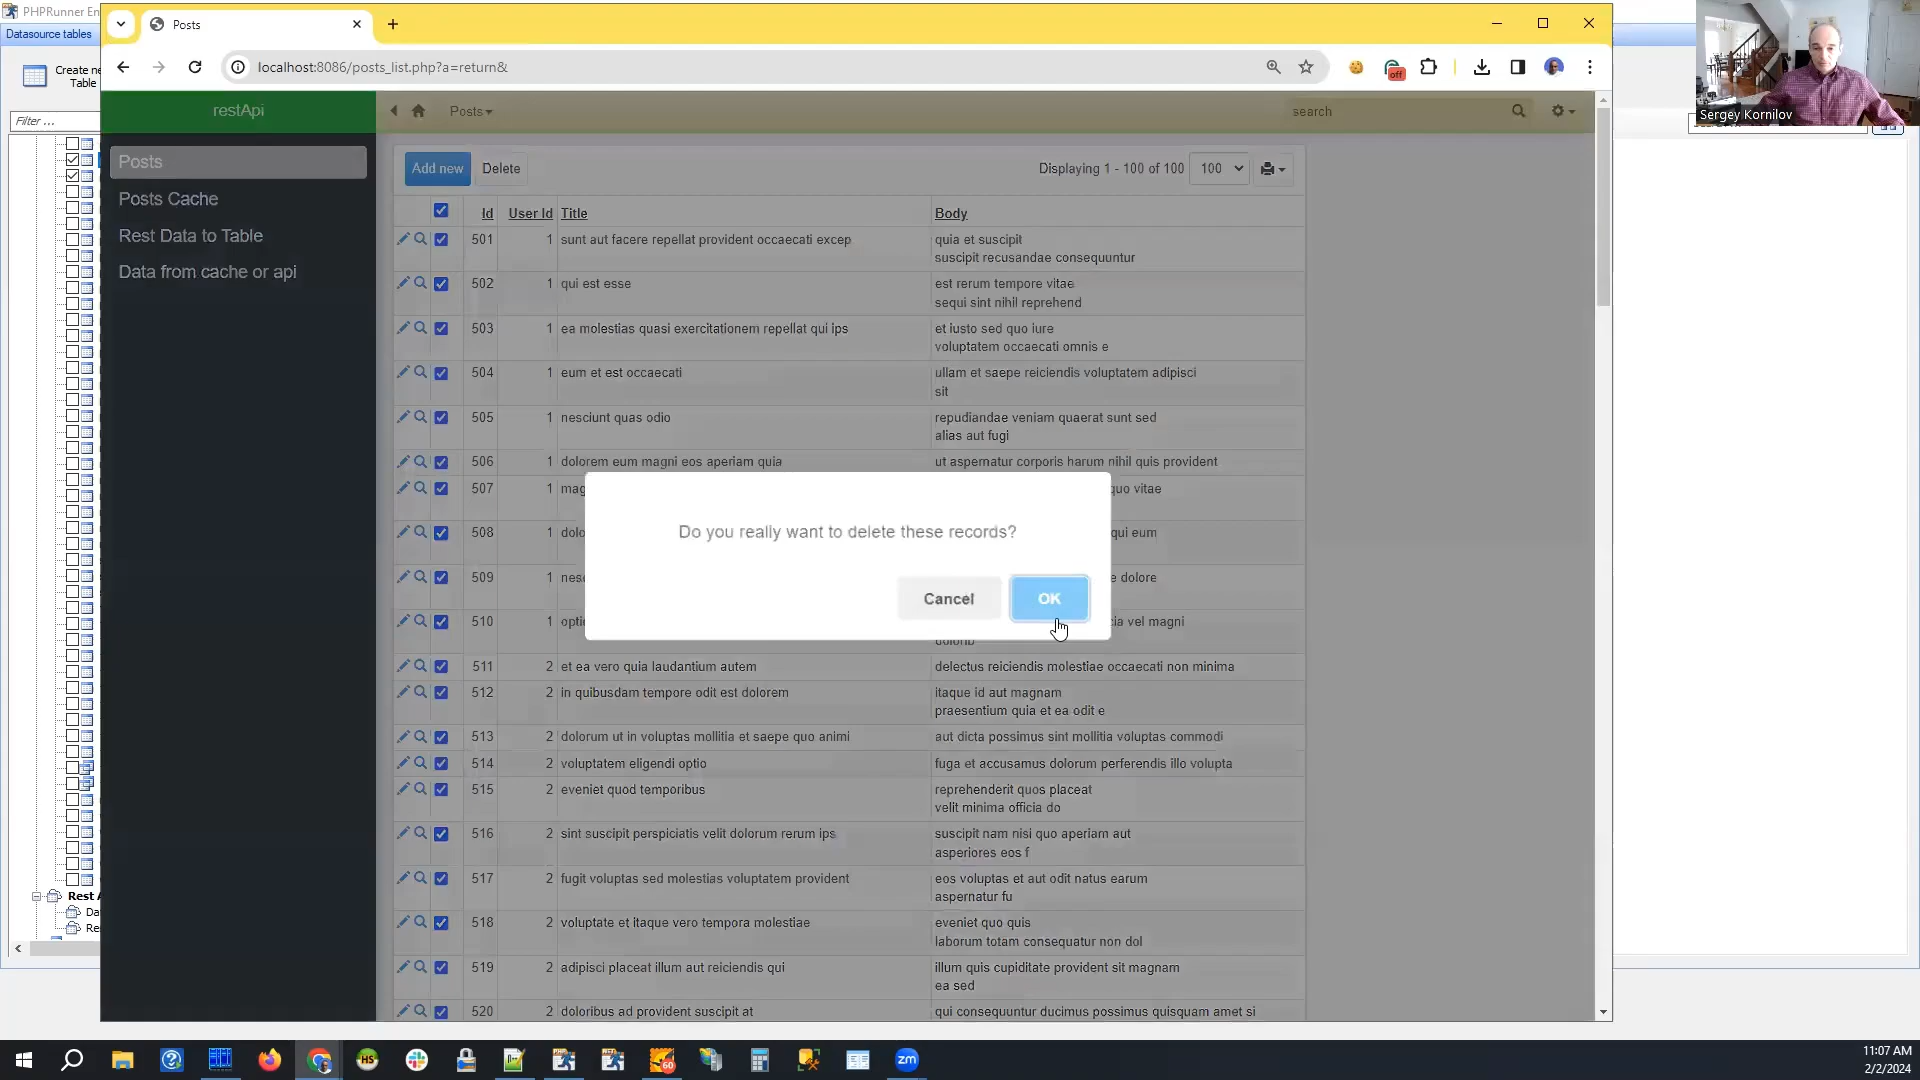 PHPRunner En
Posts
Sergey Kornilov
Datasource tables
Create ne
Table
localhost:8086/posts_list.php?a=return&
off
Filter ...
restApi
Posts
search
Posts
Posts Cache
Rest Data to Table
Data from cache or api
Add new
Delete
Displaying 1 - 100 of 100
100
Id
User Id
Title
Body
501 1 sunt aut facere repellat provident occaecati excep
quia et suscipit
suscipit recusandae consequuntur
502 1 qui est esse
est rerum tempore vitae
sequi sint nihil reprehend
503 1 ea molestias quasi exercitationem repellat qui ips
et iusto sed quo iure
voluptatem occaecati omnis e
504 1 eum et est occaecati
ullam et saepe reiciendis voluptatem adipisci
sit
505 1 nesciunt quas odio
repudiandae veniam quaerat sunt sed
alias aut fugi
506 1 dolorem eum magni eos aperiam quia
ut aspernatur corporis harum nihil quis provident
507 1 mag
quo vitae
508 1 dolo
qui eum
509 1 nes
e dolore
510 1 opti
ia vel magni
dolorib
Do you really want to delete these records?
Cancel
OK
511 2 et ea vero quia laudantium autem
delectus reiciendis molestiae occaecati non minima
512 2 in quibusdam tempore odit est dolorem
itaque id aut magnam
praesentium quia et ea odit e
513 2 dolorum ut in voluptas mollitia et saepe quo animi
aut dicta possimus sint mollitia voluptas commodi
514 2 voluptatem eligendi optio
fuga et accusamus dolorum perferendis illo volupta
515 2 eveniet quod temporibus
reprehenderit quos placeat
velit minima officia do
516 2 sint suscipit perspiciatis velit dolorum rerum ips
suscipit nam nisi quo aperiam aut
asperiores eos f
517 2 fugit voluptas sed molestias voluptatem provident
eos voluptas et aut odit natus earum
aspernatur fu
518 2 voluptate et itaque vero tempora molestiae
eveniet quo quis
laborum totam consequatur non dol
519 2 adipisci placeat illum aut reiciendis qui
illum quis cupiditate provident sit magnam
ea sed
520 2 doloribus ad provident suscipit at
qui consequuntur ducimus possimus quisquam amet si
Rest A
Da
Re
HS
60
zm
11:07 AM
2/2/2024